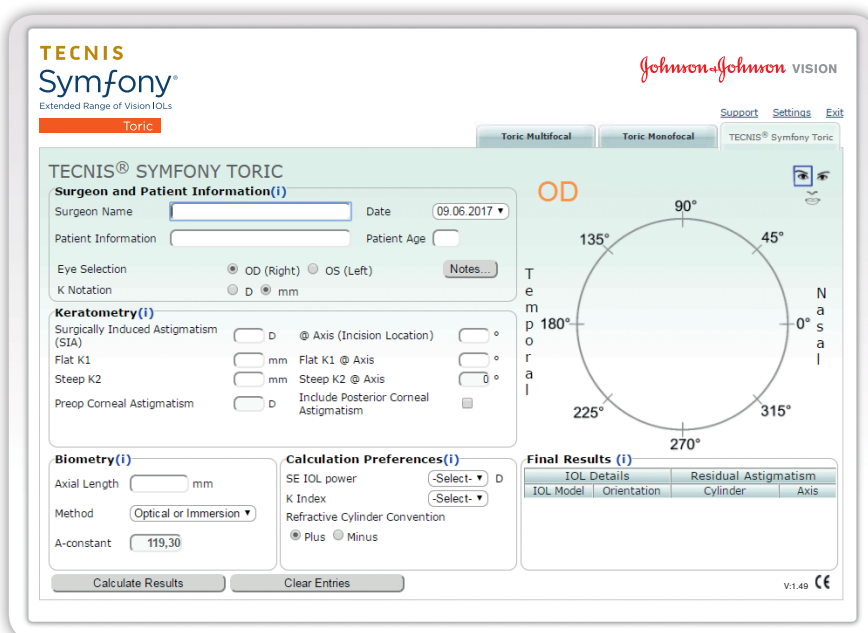 TECNIS
Symfony®
Extended Range of Vision IOLs
Toric
Johnson & Johnson VISION
Support Settings Exit
Toric Multifocal Toric Monofocal TECNIS® Symfony Toric
TECNIS® SYMFONY TORIC
Surgeon and Patient Information(i)
Surgeon Name Date 09.06.2017
Patient Information Patient Age
Eye Selection OD (Right) OS (Left) Notes...
K Notation D mm
Keratometry(i)
Surgically Induced Astigmatism (SIA) D @ Axis (Incision Location) °
Flat K1 mm Flat K1 @ Axis °
Steep K2 mm Steep K2 @ Axis 0 °
Preop Corneal Astigmatism D Include Posterior Corneal Astigmatism
OD
90°
135° 45°
Temporal 180° 0° Nasal
225° 315°
270°
Biometry(i)
Axial Length mm
Method Optical or Immersion
A-constant 119,30
Calculation Preferences(i)
SE IOL power -Select- D
K Index -Select-
Refractive Cylinder Convention
Plus Minus
Final Results (i)
IOL Details Residual Astigmatism
IOL Model Orientation Cylinder Axis
Calculate Results Clear Entries
V:1.49 CE